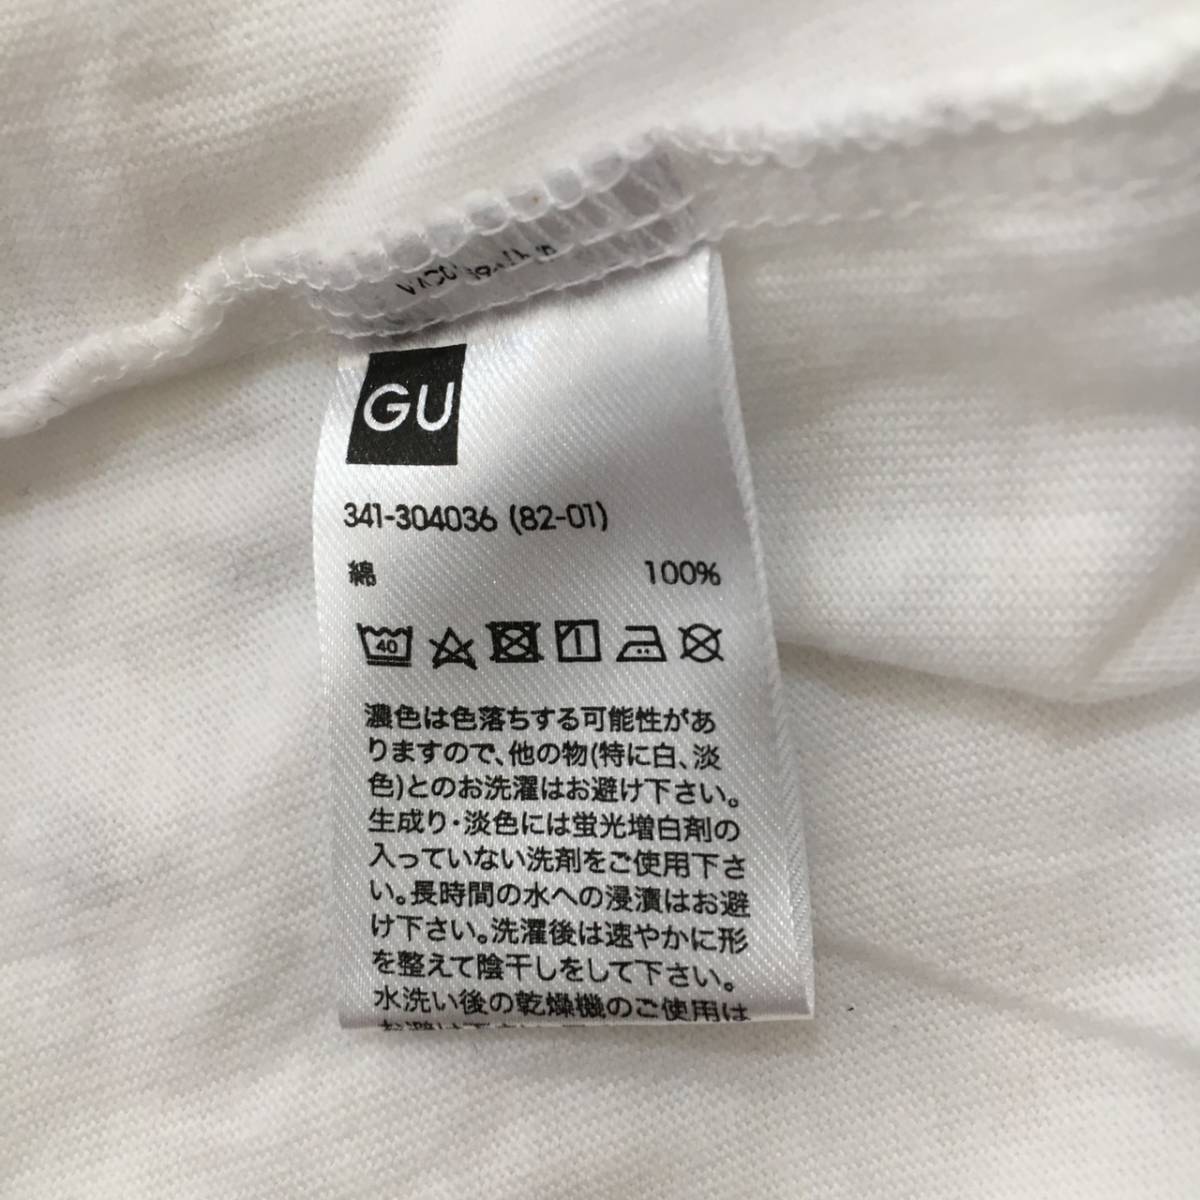 GU
341-304036 (82-01)
綿 100%
40
濃色は色落ちする可能性があ
りますので、他の物(特に白、淡
色)とのお洗濯はお避け下さい。
生成り・淡色には蛍光増白剤の
入っていない洗剤をご使用下さ
い。長時間の水への浸漬はお避
け下さい。洗濯後は速やかに形
を整えて陰干しをして下さい。
水洗い後の乾燥機のご使用は